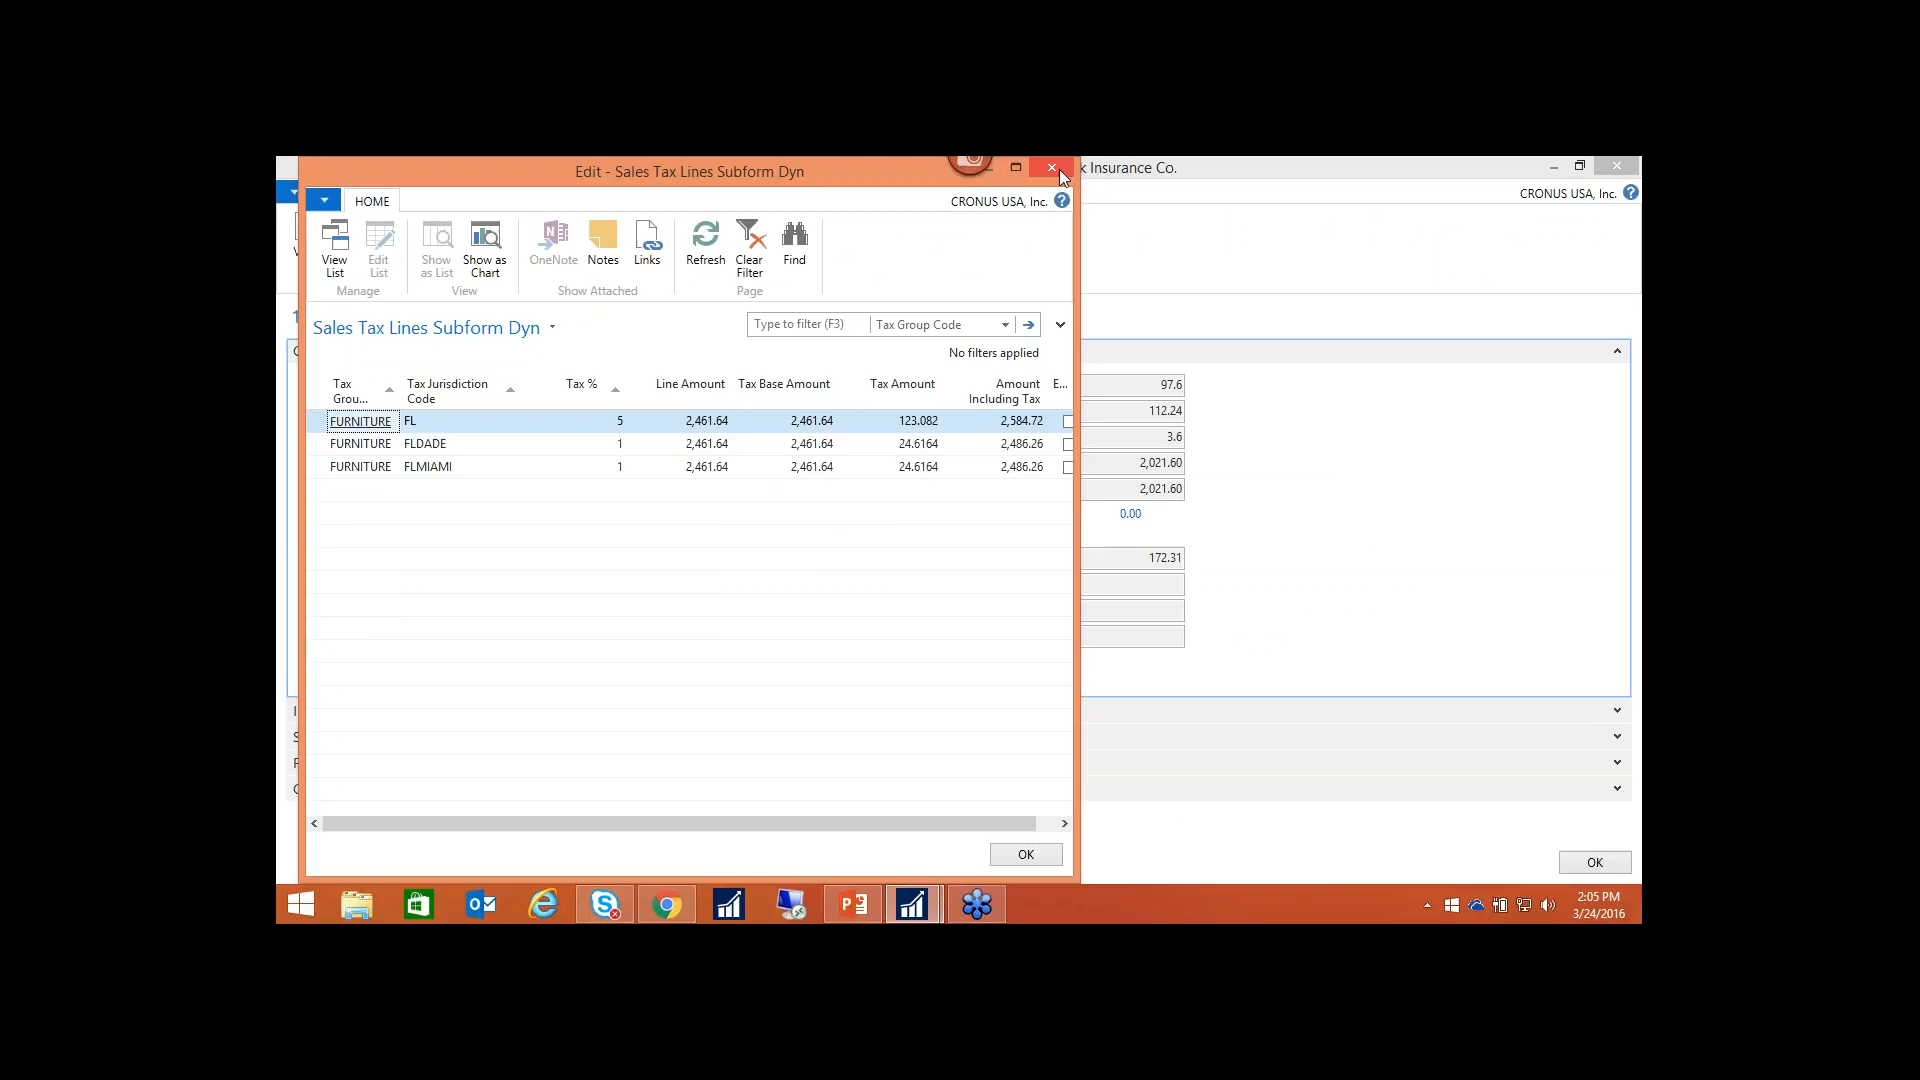 Edit - Sales Tax Lines Subform Dyn
k Insurance Co.
HOME
CRONUS USA, Inc.
CRONUS USA, Inc.
View List
Edit List
Show as List
Show as Chart
OneNote
Notes
Links
Refresh
Clear Filter
Find
Manage
View
Show Attached
Page
Sales Tax Lines Subform Dyn
Type to filter (F3)
Tax Group Code
No filters applied
Tax Grou...
Tax Jurisdiction Code
Tax %
Line Amount
Tax Base Amount
Tax Amount
Amount Including Tax
E...
FURNITURE FL 5 2,461.64 2,461.64 123.082 2,584.72
FURNITURE FLDADE 1 2,461.64 2,461.64 24.6164 2,486.26
FURNITURE FLMIAMI 1 2,461.64 2,461.64 24.6164 2,486.26
97.6
112.24
3.6
2,021.60
2,021.60
0.00
172.31
OK
OK
2:05 PM
3/24/2016